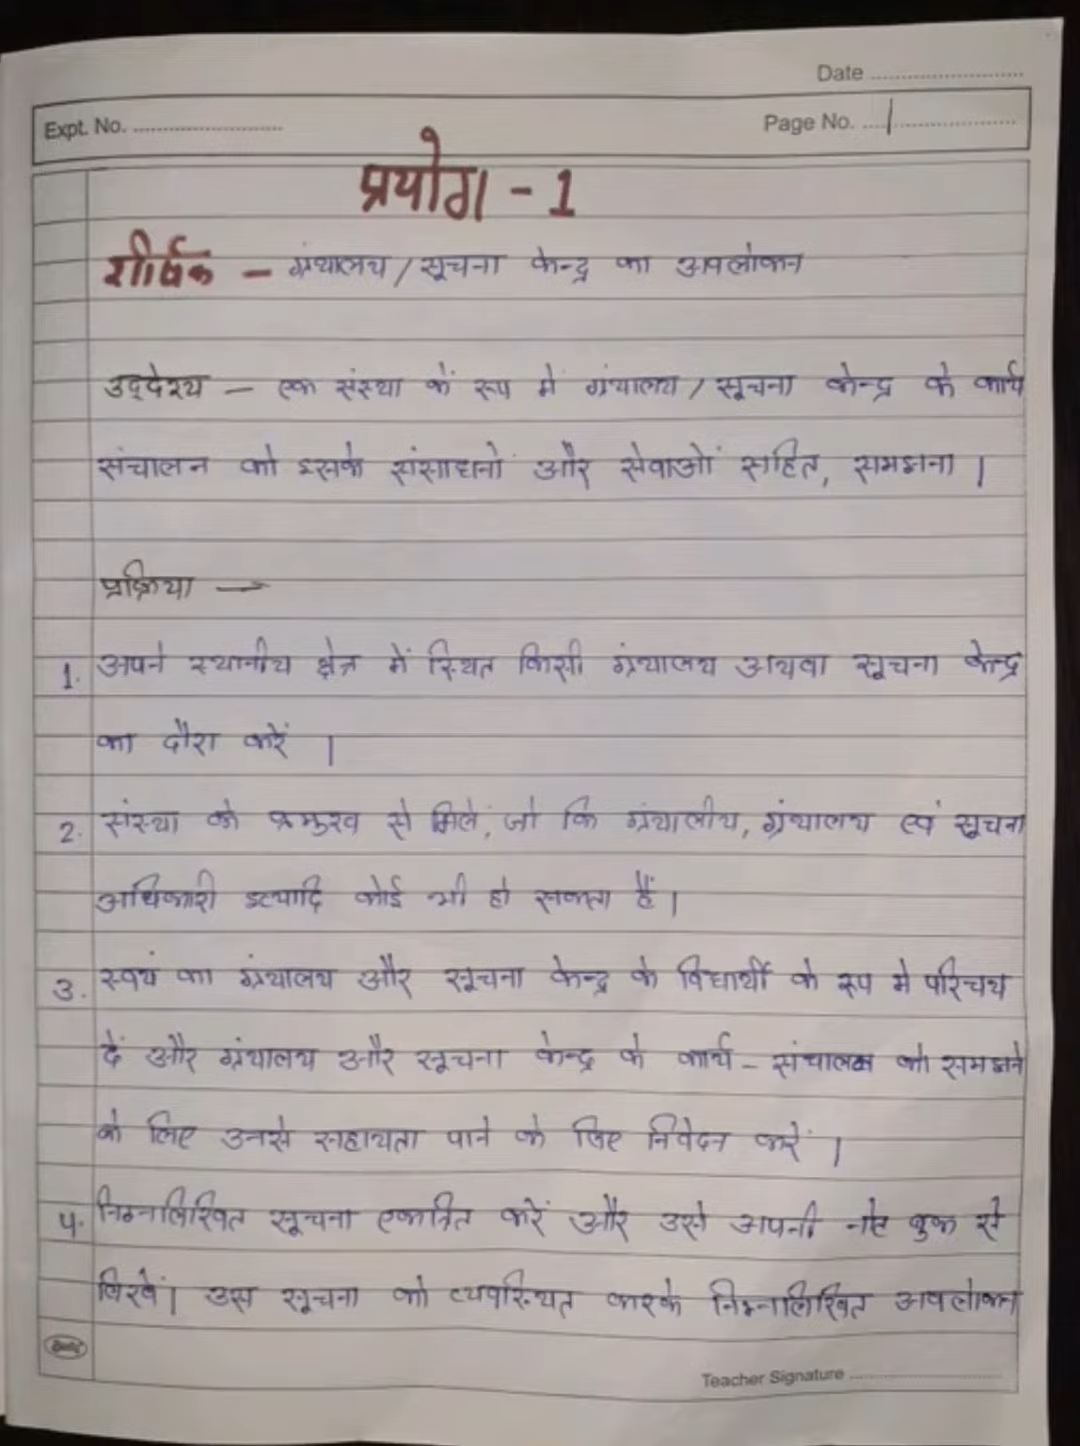 Date
Expt. No.
Page No. 1
प्रयोग - 1
शीर्षक - ग्रंथालय / सूचना केन्द्र का अवलोकन
उद्देश्य - एक संस्था के रूप में ग्रंथालय / सूचना केन्द्र के कार्य
संचालन को इसके संसाधनों और सेवाओं सहित, समझना ।
प्रक्रिया →
1. अपने स्थानीय क्षेत्र में स्थित किसी ग्रंथालय अथवा सूचना केन्द्र
का दौरा करें ।
2. संस्था के प्रमुख से मिलें, जो कि ग्रंथालीय, ग्रंथालय एवं सूचना
अधिकारी इत्यादि कोई भी हो सकता हैं ।
3. स्वयं का ग्रंथालय और सूचना केन्द्र के विधार्थी के रूप मे परिचय
दें और ग्रंथालय और सूचना केन्द्र के कार्य - संचालन को समझने
के लिए उनसे सहायता पाने के लिए निवेदन करें ।
4. निम्नलिखित सूचना एकत्रित करें और उसे अपनी नोट बुक से
लिखें। उस सूचना को व्यवस्थित करके निम्नलिखित अवलोकन
Teacher Signature